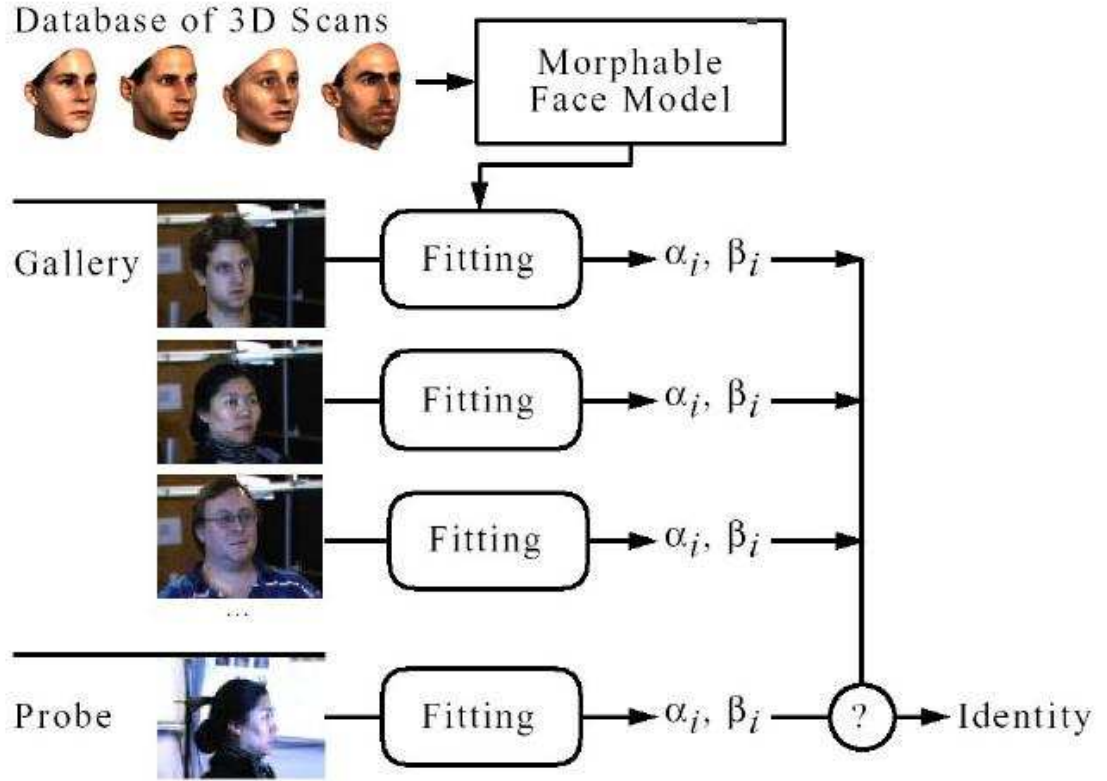 Database of 3D Scans
Morphable
Face Model
Gallery
Fitting
αi, βi
Fitting
αi, βi
Fitting
αi, βi
...
Probe
Fitting
αi, βi
?
Identity